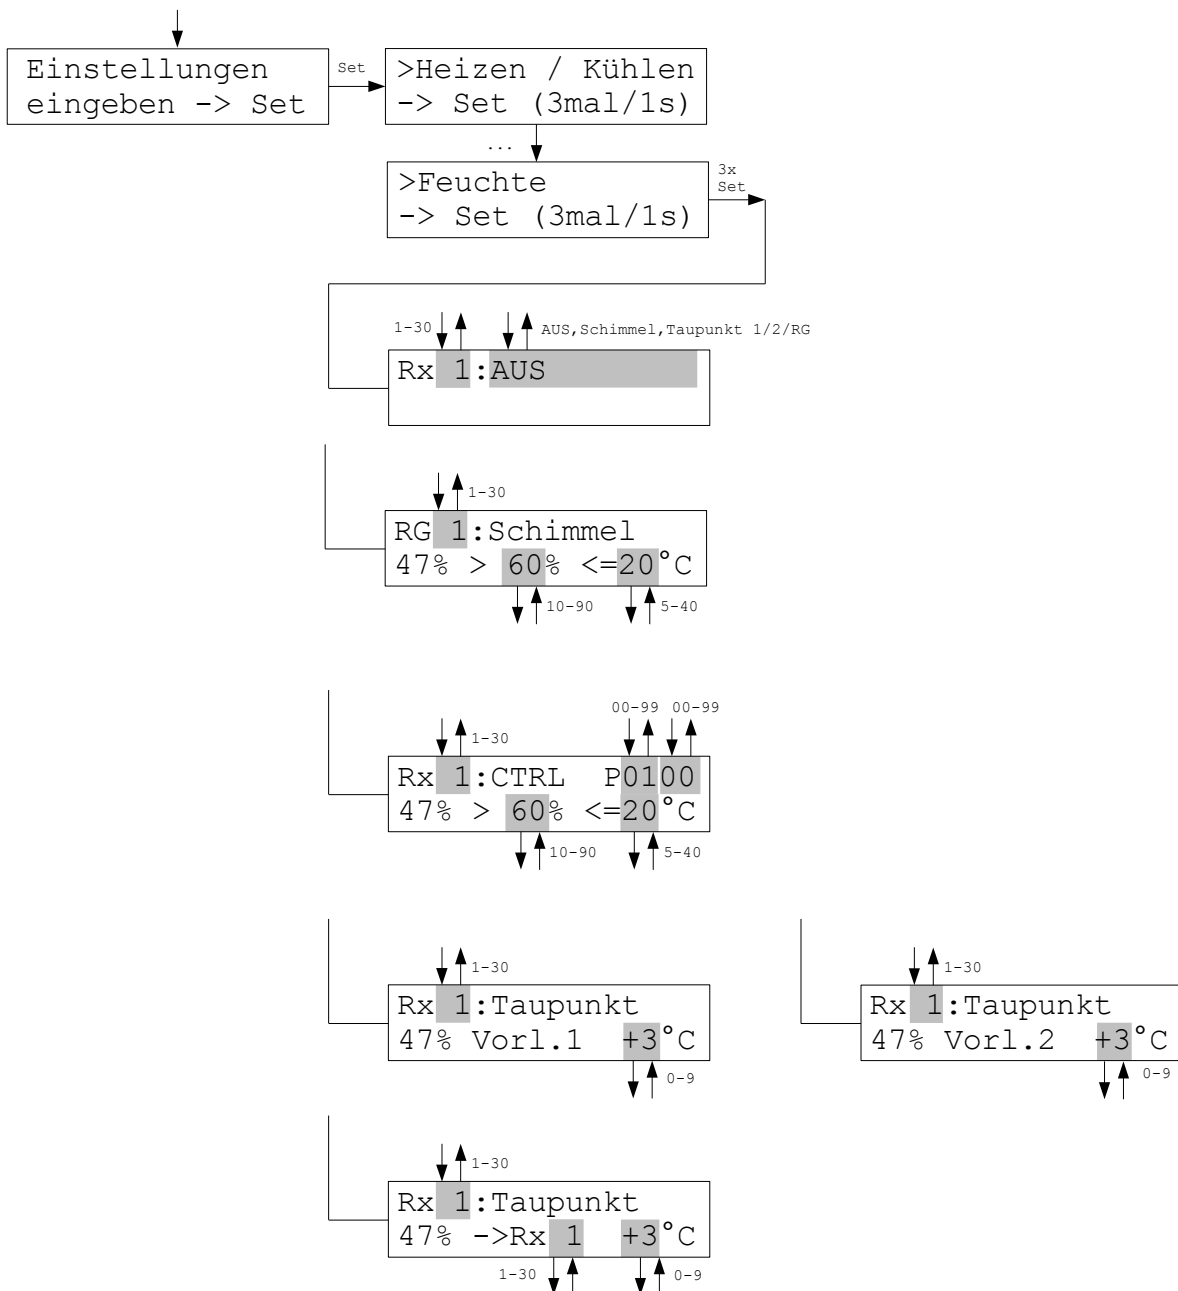 Einstellungen
eingeben -> Set
Set
>Heizen / Kühlen
-> Set (3mal/1s)
...
>Feuchte
-> Set (3mal/1s)
3x
Set
1-30
AUS,Schimmel,Taupunkt 1/2/RG
Rx 1:AUS
1-30
RG 1:Schimmel
47% > 60% <=20°C
10-90
5-40
00-99
00-99
1-30
Rx 1:CTRL P0100
47% > 60% <=20°C
10-90
5-40
1-30
Rx 1:Taupunkt
47% Vorl.1 +3°C
0-9
1-30
Rx 1:Taupunkt
47% Vorl.2 +3°C
0-9
1-30
Rx 1:Taupunkt
47% ->Rx 1 +3°C
1-30
0-9